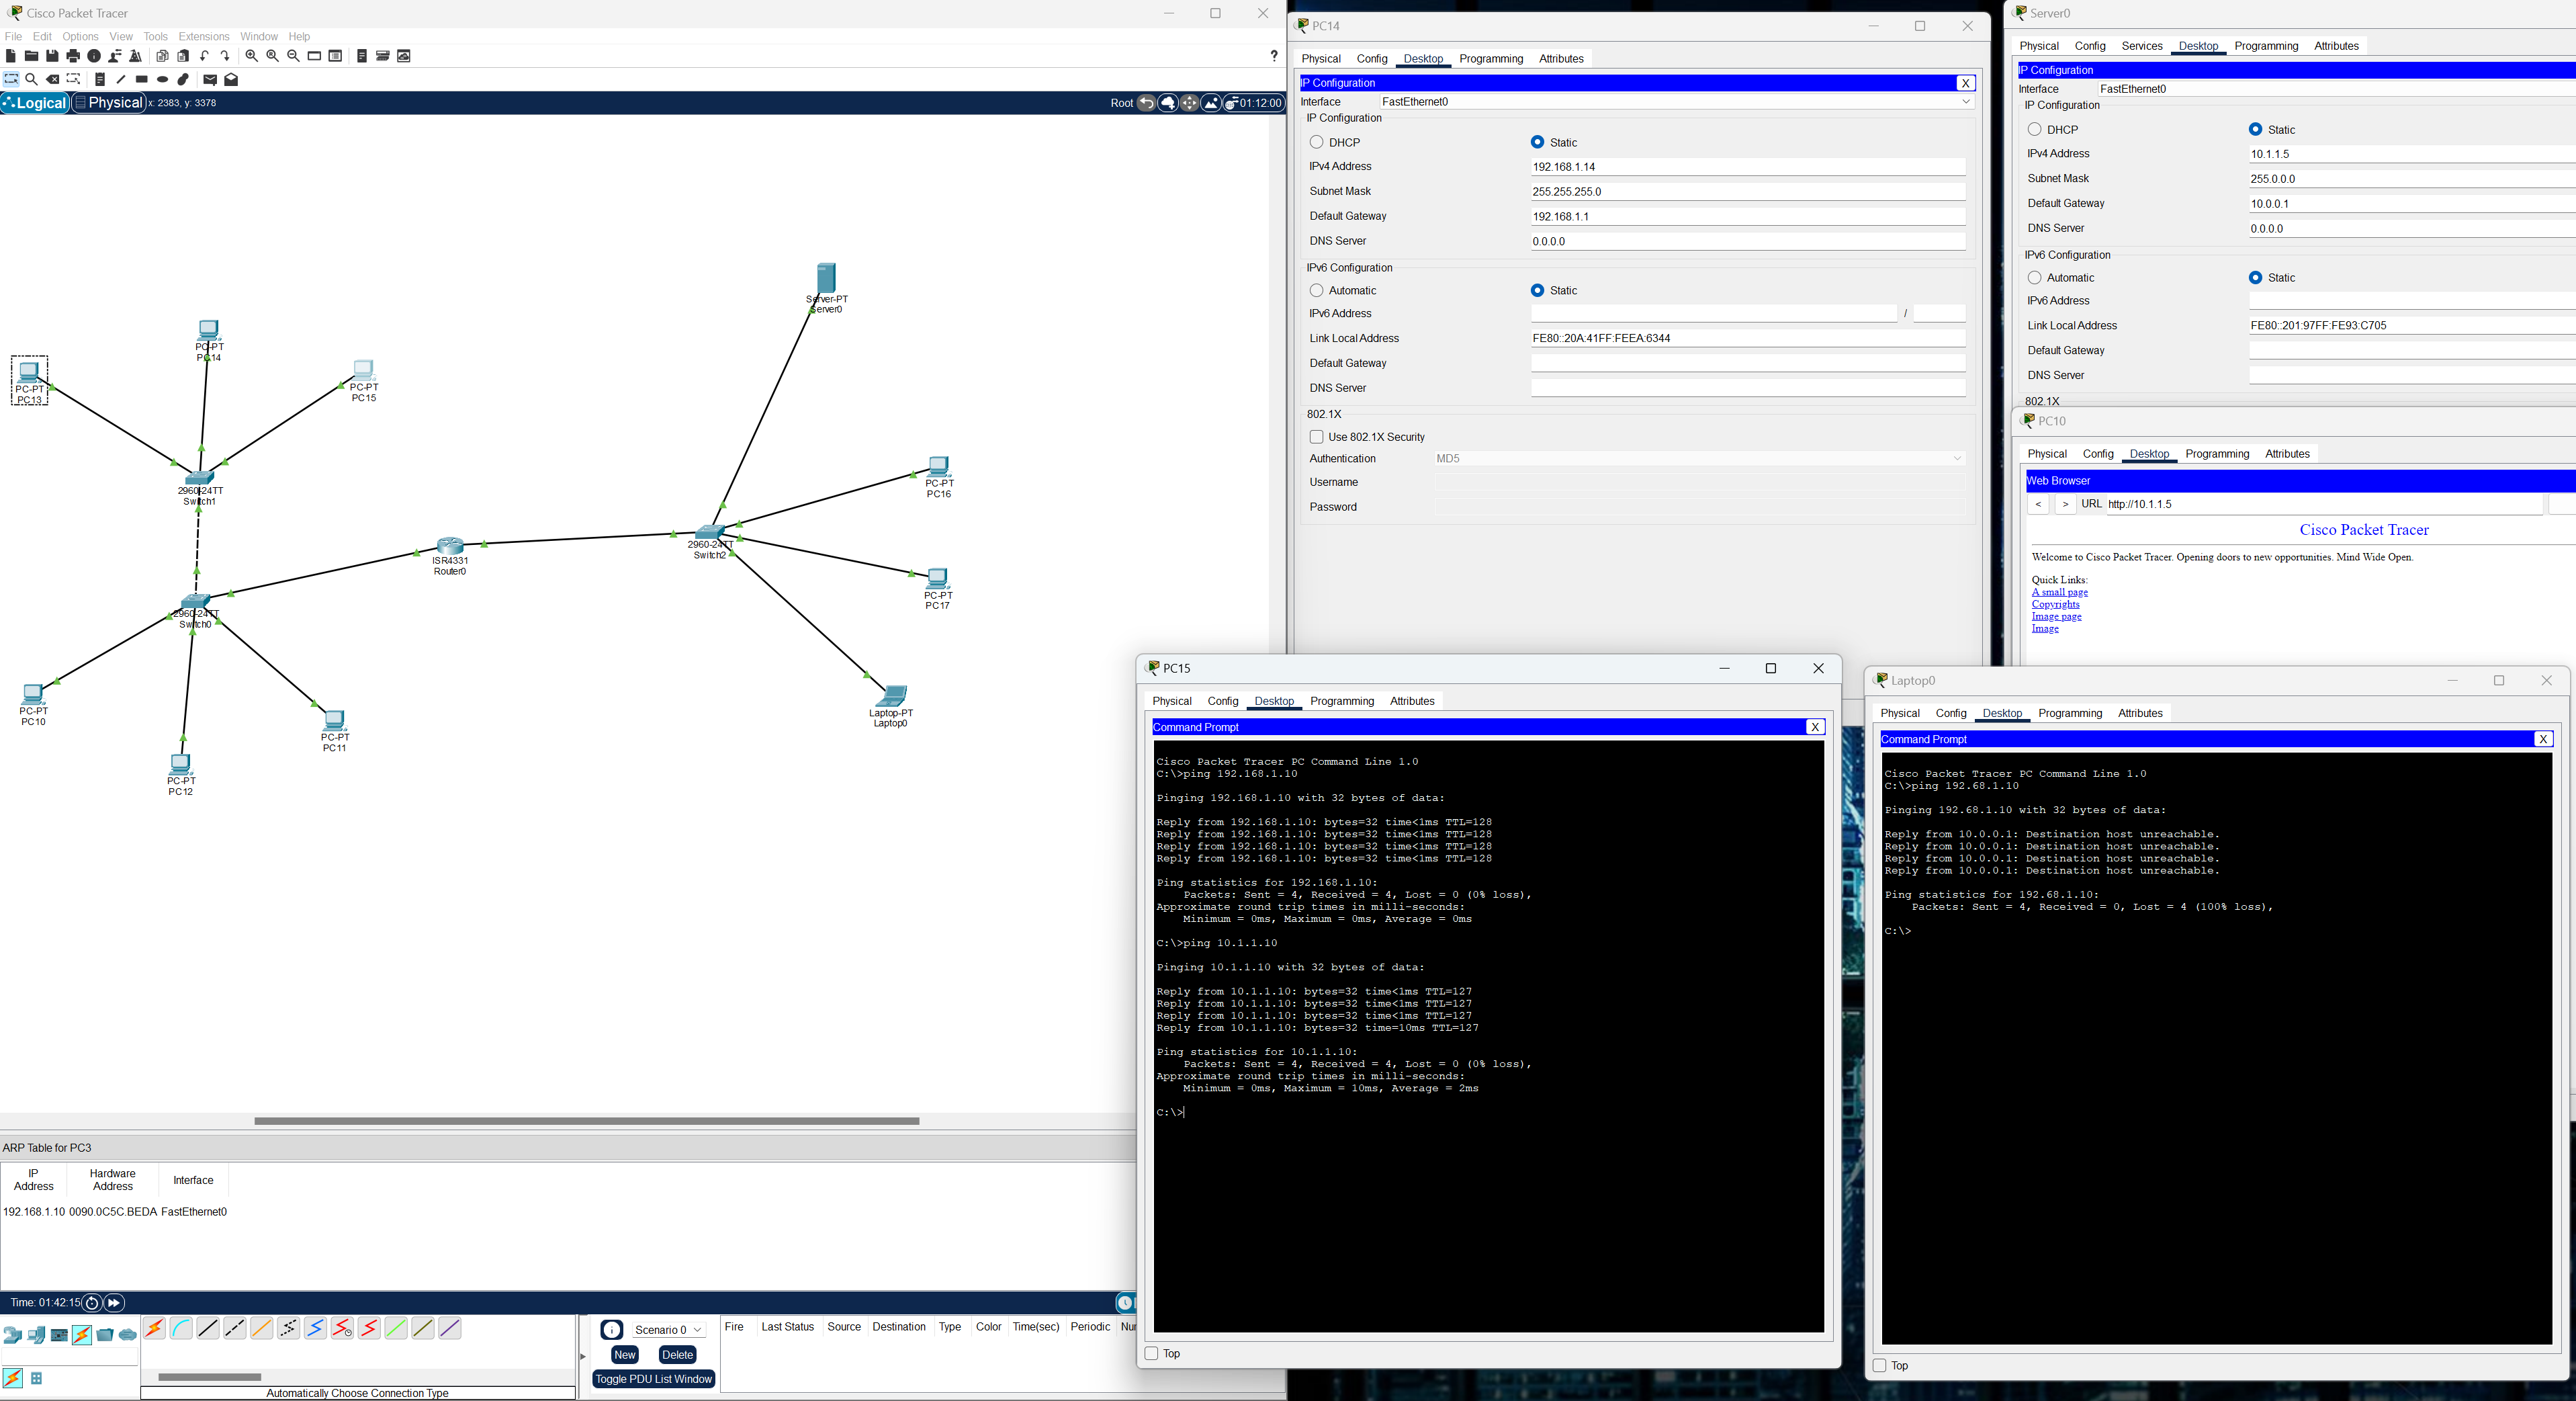 Cisco Packet Tracer
File Edit Options View Tools Extensions Window Help
?
Logical Physical x: 2383, y: 3378
Root 01:12:00
Server-PT
Server0
PC-PT
PC14
PC-PT
PC13
PC-PT
PC15
PC-PT
PC16
2960-24TT
Switch1
2960-24TT
Switch2
ISR4331
Router0
PC-PT
PC17
2960-24TT
Switch0
PC-PT
PC10
Laptop-PT
Laptop0
PC-PT
PC11
PC-PT
PC12
ARP Table for PC3
IP Address Hardware Address Interface
192.168.1.10 0090.0C5C.BEDA FastEthernet0
Time: 01:42:15
Scenario 0
New Delete
Toggle PDU List Window
Fire Last Status Source Destination Type Color Time(sec) Periodic
Automatically Choose Connection Type
PC14
Physical Config Desktop Programming Attributes
IP Configuration X
Interface FastEthernet0
IP Configuration
DHCP Static
IPv4 Address 192.168.1.14
Subnet Mask 255.255.255.0
Default Gateway 192.168.1.1
DNS Server 0.0.0.0
IPv6 Configuration
Automatic Static
IPv6 Address /
Link Local Address FE80::20A:41FF:FEEA:6344
Default Gateway
DNS Server
802.1X
Use 802.1X Security
Authentication MD5
Username
Password
Server0
Physical Config Services Desktop Programming Attributes
IP Configuration
Interface FastEthernet0
IP Configuration
DHCP Static
IPv4 Address 10.1.1.5
Subnet Mask 255.0.0.0
Default Gateway 10.0.0.1
DNS Server 0.0.0.0
IPv6 Configuration
Automatic Static
IPv6 Address
Link Local Address FE80::201:97FF:FE93:C705
Default Gateway
DNS Server
802.1X
PC10
Physical Config Desktop Programming Attributes
Web Browser
< > URL http://10.1.1.5
Cisco Packet Tracer
Welcome to Cisco Packet Tracer. Opening doors to new opportunities. Mind Wide Open.
Quick Links:
A small page
Copyrights
Image page
Image
PC15
Physical Config Desktop Programming Attributes
Command Prompt X
Cisco Packet Tracer PC Command Line 1.0
C:\>ping 192.168.1.10
Pinging 192.168.1.10 with 32 bytes of data:
Reply from 192.168.1.10: bytes=32 time<1ms TTL=128
Reply from 192.168.1.10: bytes=32 time<1ms TTL=128
Reply from 192.168.1.10: bytes=32 time<1ms TTL=128
Reply from 192.168.1.10: bytes=32 time<1ms TTL=128
Ping statistics for 192.168.1.10:
Packets: Sent = 4, Received = 4, Lost = 0 (0% loss),
Approximate round trip times in milli-seconds:
Minimum = 0ms, Maximum = 0ms, Average = 0ms
C:\>ping 10.1.1.10
Pinging 10.1.1.10 with 32 bytes of data:
Reply from 10.1.1.10: bytes=32 time<1ms TTL=127
Reply from 10.1.1.10: bytes=32 time<1ms TTL=127
Reply from 10.1.1.10: bytes=32 time<1ms TTL=127
Reply from 10.1.1.10: bytes=32 time=10ms TTL=127
Ping statistics for 10.1.1.10:
Packets: Sent = 4, Received = 4, Lost = 0 (0% loss),
Approximate round trip times in milli-seconds:
Minimum = 0ms, Maximum = 10ms, Average = 2ms
C:\>
Top
Laptop0
Physical Config Desktop Programming Attributes
Command Prompt X
Cisco Packet Tracer PC Command Line 1.0
C:\>ping 192.68.1.10
Pinging 192.68.1.10 with 32 bytes of data:
Reply from 10.0.0.1: Destination host unreachable.
Reply from 10.0.0.1: Destination host unreachable.
Reply from 10.0.0.1: Destination host unreachable.
Reply from 10.0.0.1: Destination host unreachable.
Ping statistics for 192.68.1.10:
Packets: Sent = 4, Received = 0, Lost = 4 (100% loss),
C:\>
Top